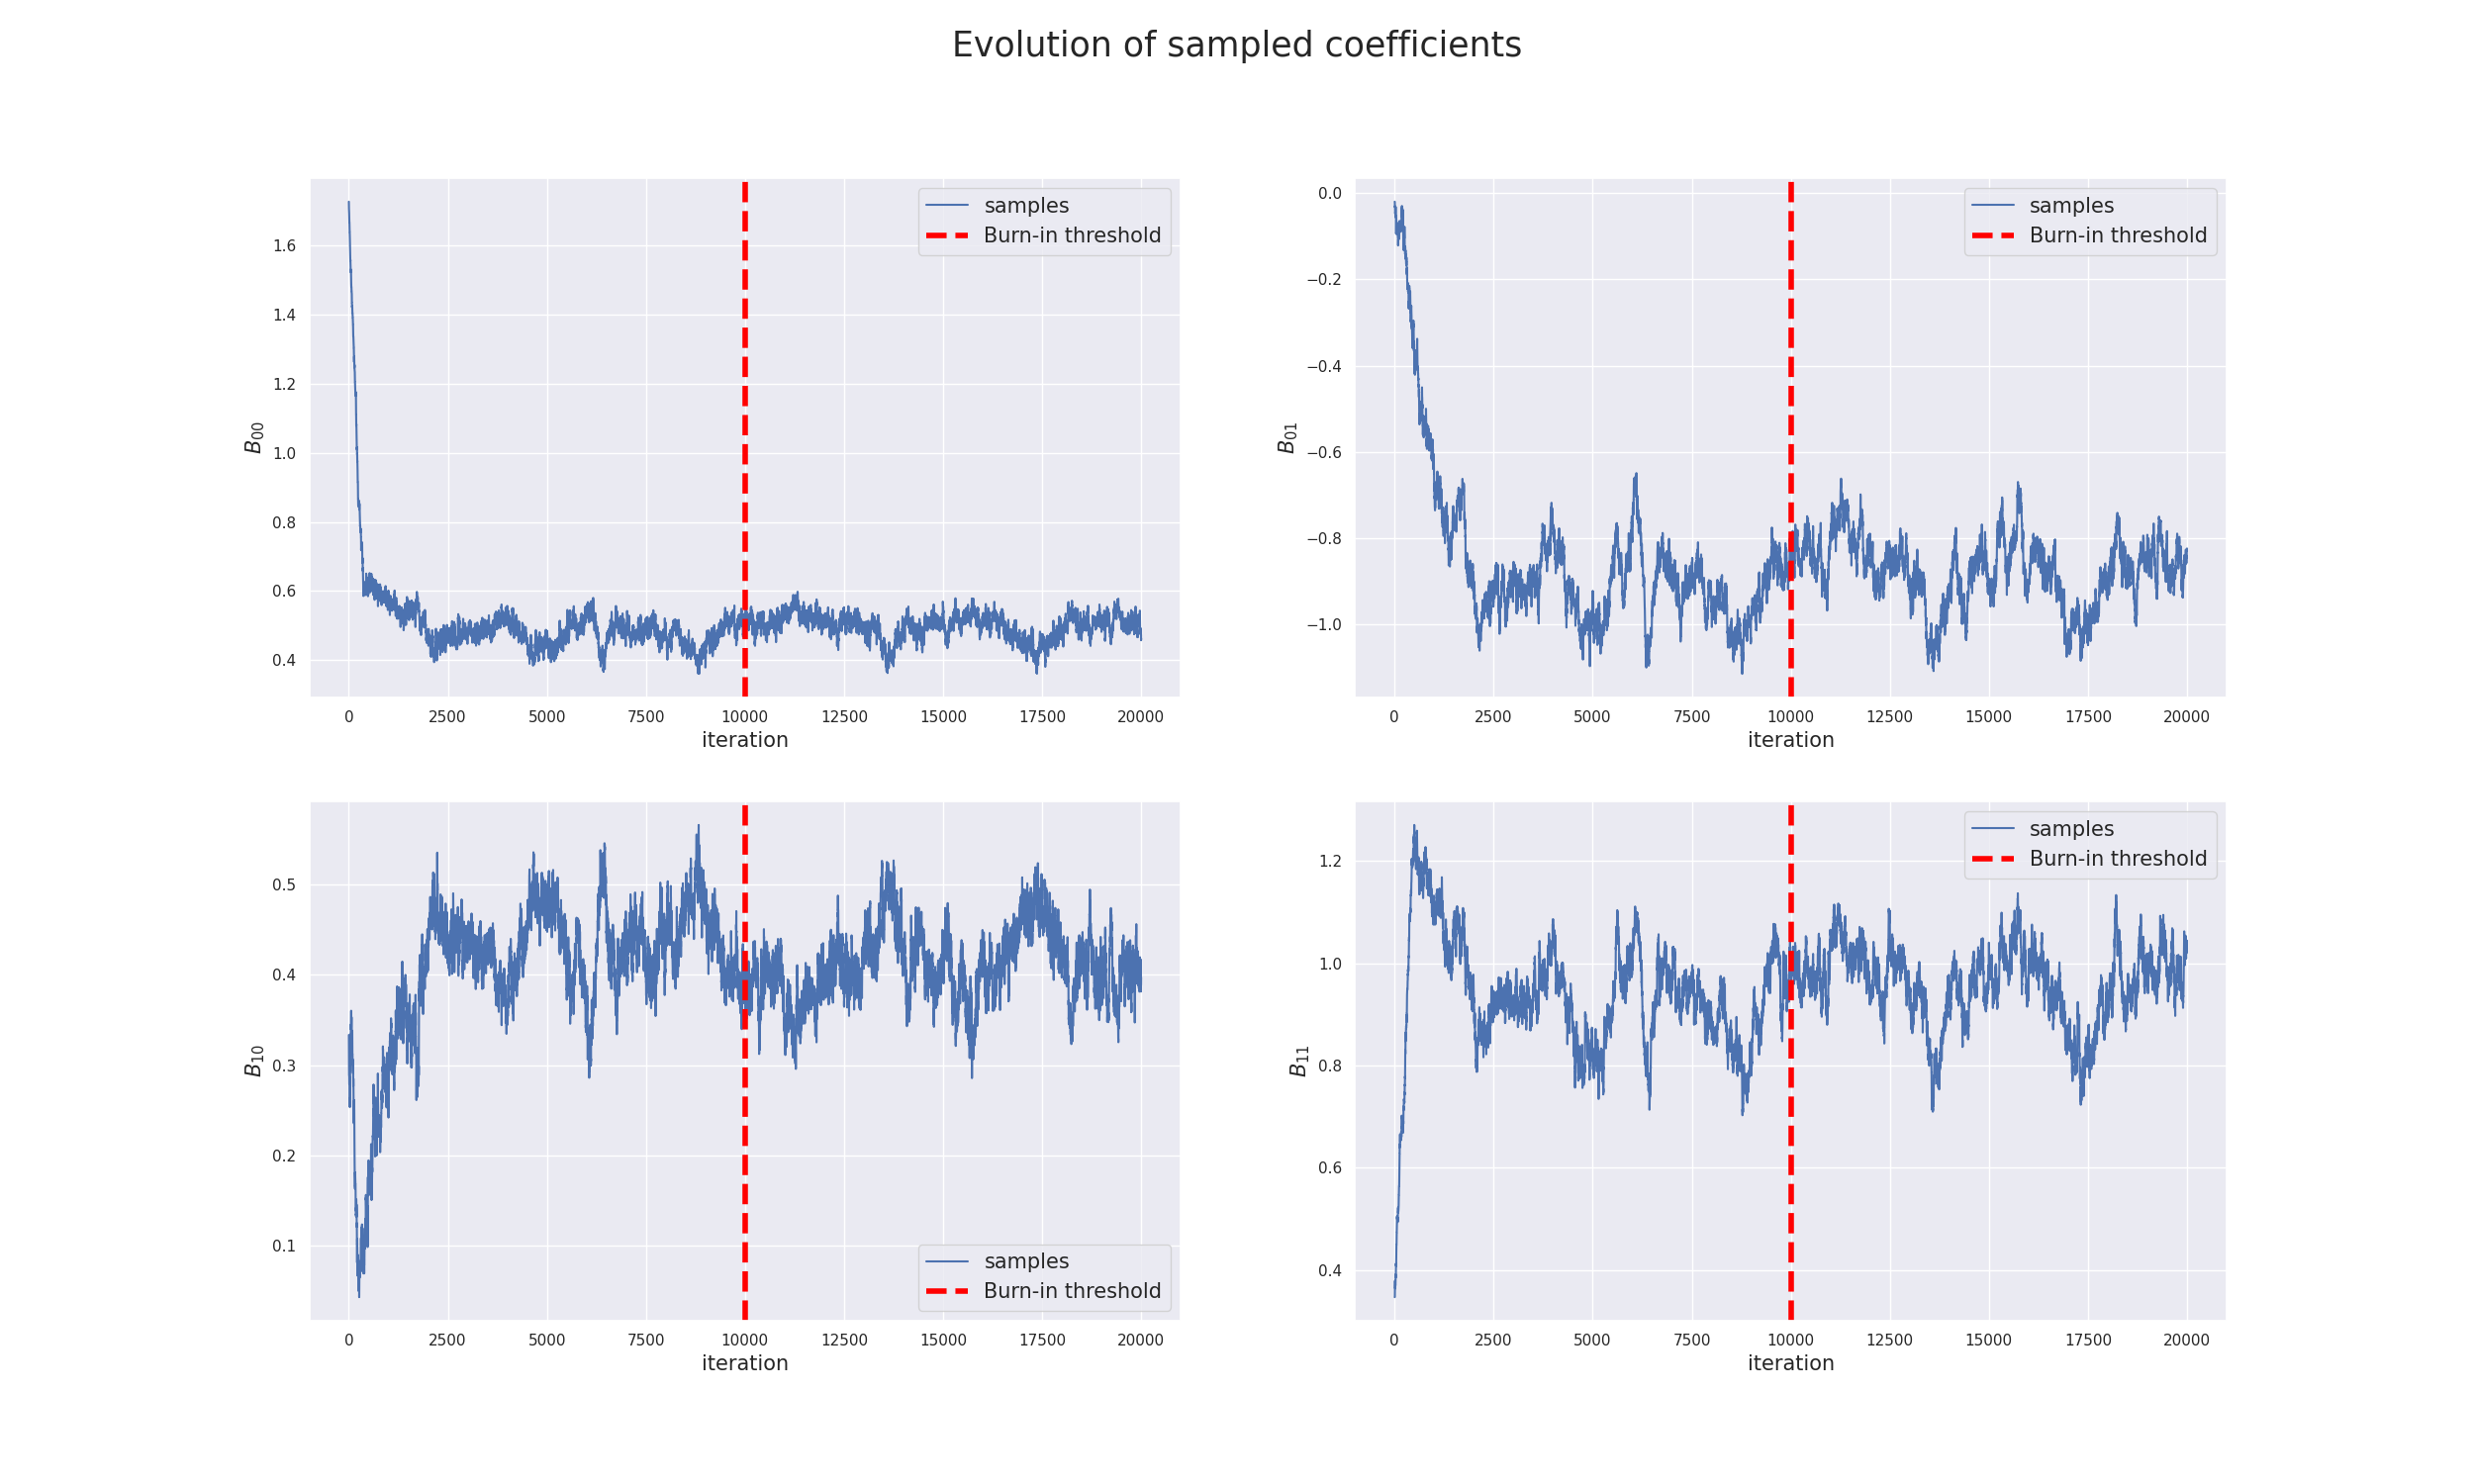 Evolution of sampled coefficients
samples
Burn-in threshold
1.6
1.4
1.2
1.0
0.8
0.6
0.4
B00
0 2500 5000 7500 10000 12500 15000 17500 20000
iteration
samples
Burn-in threshold
0.0
−0.2
−0.4
−0.6
−0.8
−1.0
B01
0 2500 5000 7500 10000 12500 15000 17500 20000
iteration
0.5
0.4
0.3
0.2
0.1
B10
samples
Burn-in threshold
0 2500 5000 7500 10000 12500 15000 17500 20000
iteration
samples
Burn-in threshold
1.2
1.0
0.8
0.6
0.4
B11
0 2500 5000 7500 10000 12500 15000 17500 20000
iteration